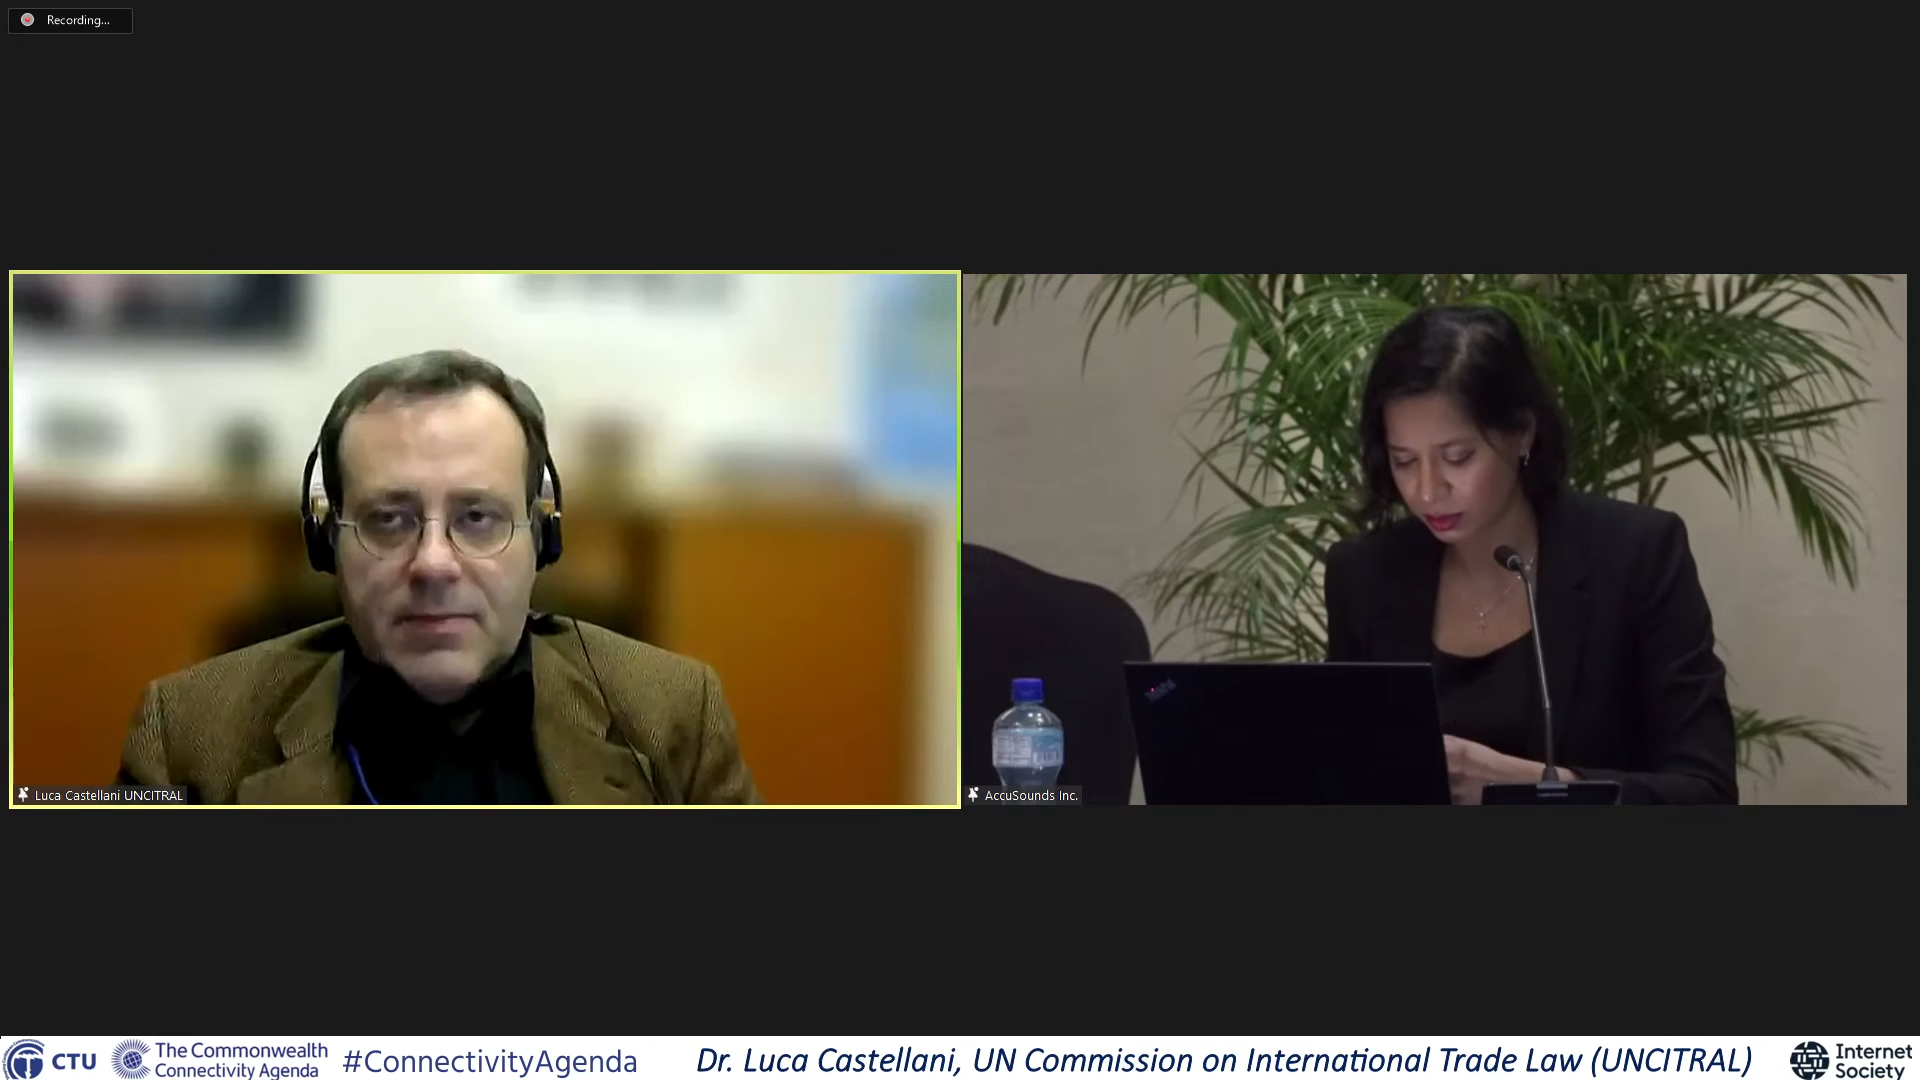 Recording...
Luca Castellani UNCITRAL
AccuSounds Inc.
CTU
The Commonwealth
Connectivity Agenda
#ConnectivityAgenda
Dr. Luca Castellani, UN Commission on International Trade Law (UNCITRAL)
Internet
Society